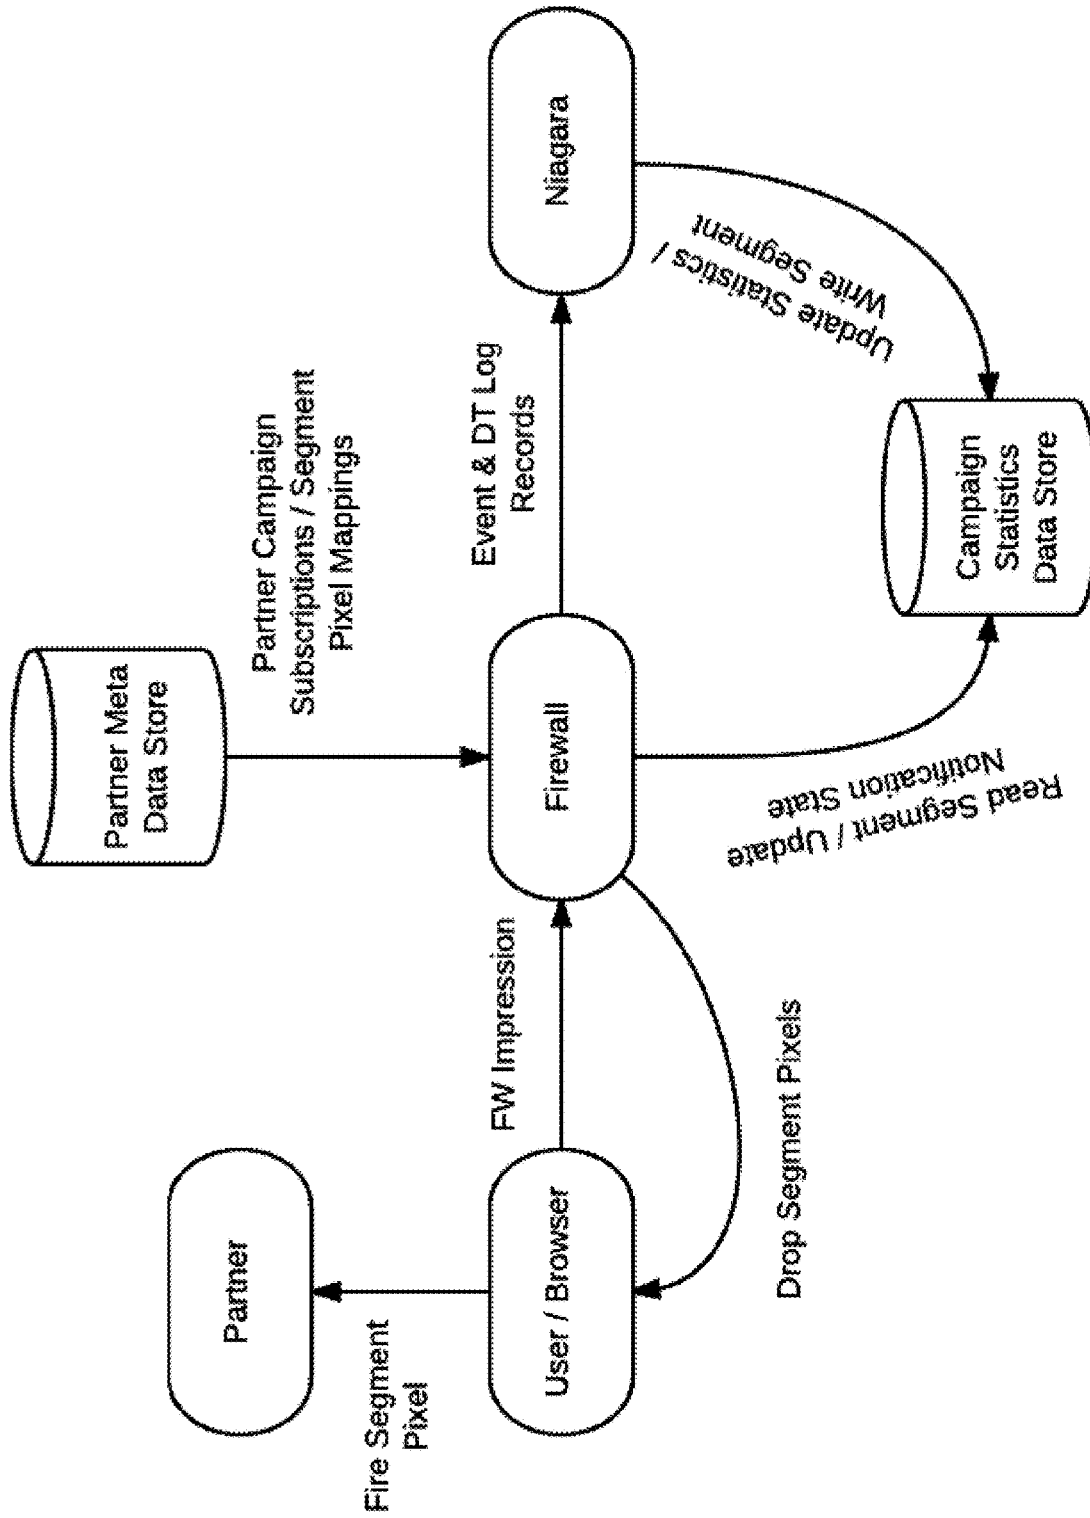 Partner Meta
Data Store
Partner Campaign
Subscriptions / Segment
Pixel Mappings
Partner
Fire Segment
Pixel
User / Browser
FW Impression
Firewall
Event & DT Log
Records
Niagara
Drop Segment Pixels
Read Segment / Update
Notification State
Update Statistics /
Write Segment
Campaign
Statistics
Data Store